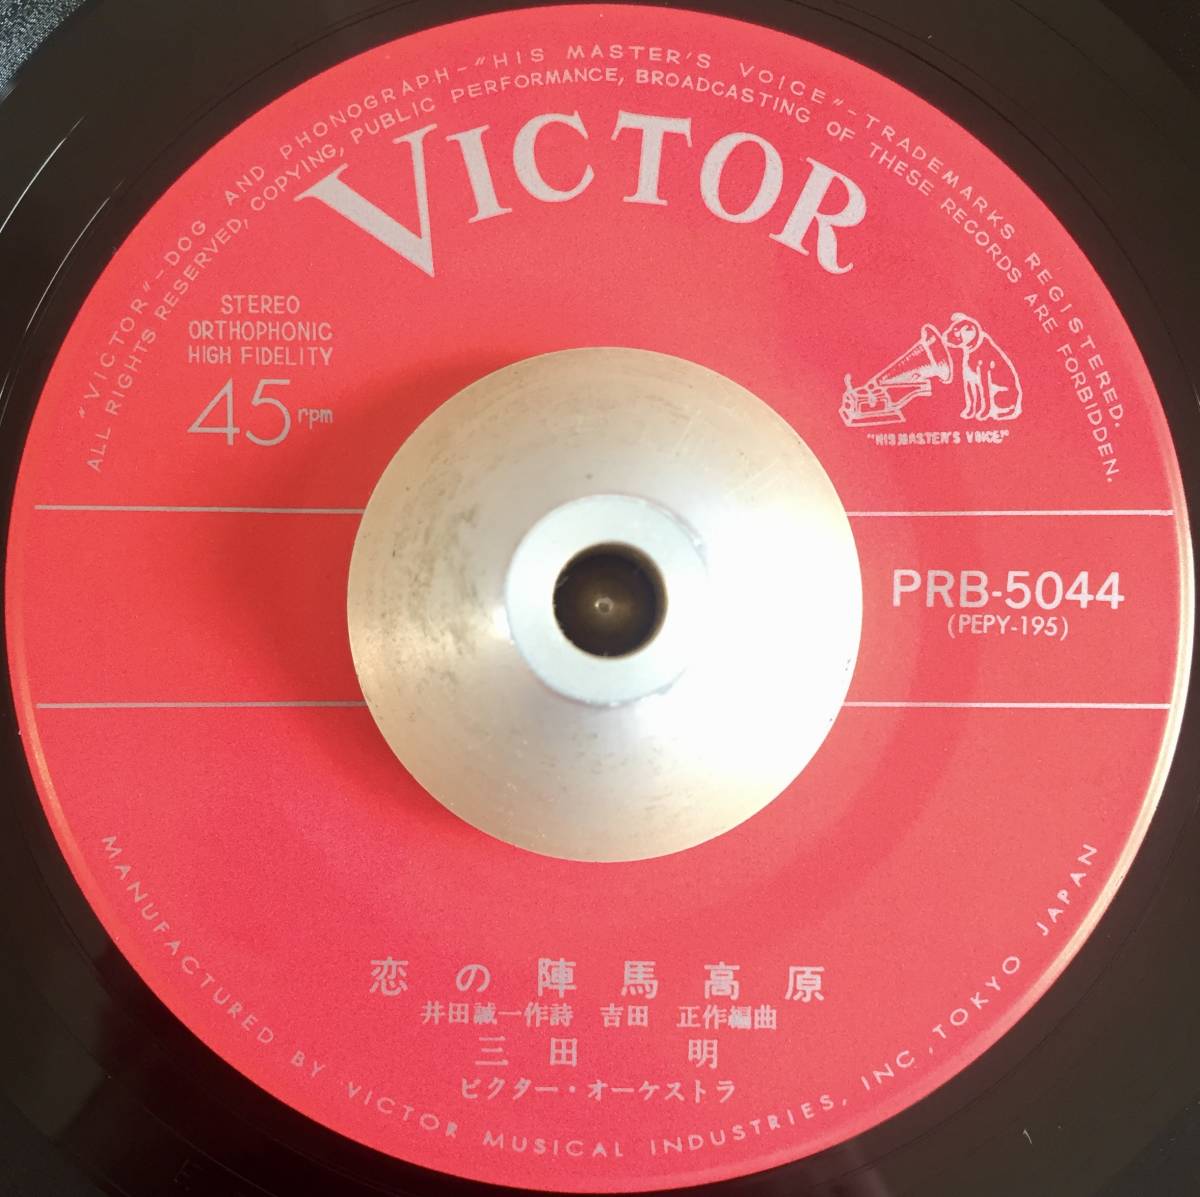 "VICTOR"-DOG AND PHONOGRAPH-"HIS MASTER'S VOICE"-TRADEMARKS REGISTERED.
ALL RIGHTS RESERVED, COPYING, PUBLIC PERFORMANCE, BROADCASTING OF THESE RECORDS ARE FORBIDDEN.
VICTOR
STEREO
ORTHOPHONIC
HIGH FIDELITY
45 rpm
"HIS MASTER'S VOICE"
PRB-5044
(PEPY-195)
恋の陣馬高原
井田誠一作詩 吉田 正作編曲
三田 明
ビクター・オーケストラ
MANUFACTURED BY VICTOR MUSICAL INDUSTRIES, INC., TOKYO JAPAN